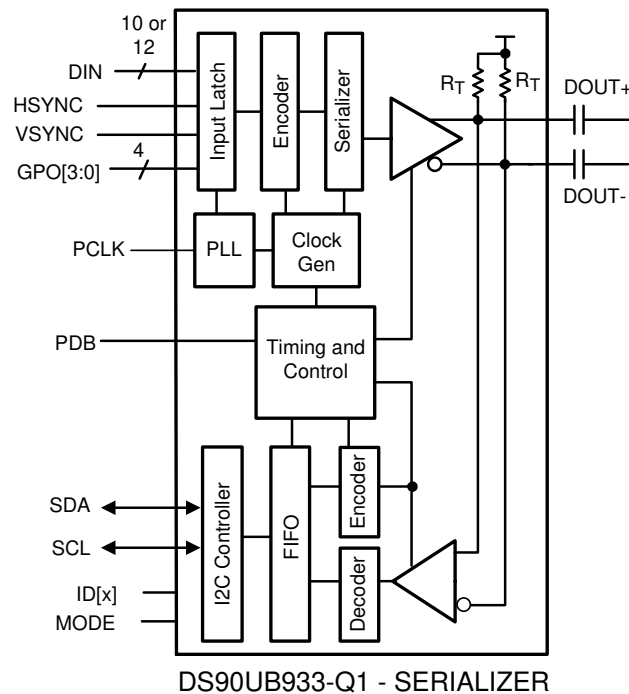 10 or
12
DIN
HSYNC
VSYNC
4
GPO[3:0]
Input Latch
Encoder
Serializer
RT
RT
DOUT+
DOUT-
PCLK
PLL
Clock
Gen
PDB
Timing and
Control
SDA
SCL
ID[x]
MODE
I2C Controller
FIFO
Encoder
Decoder
DS90UB933-Q1 - SERIALIZER